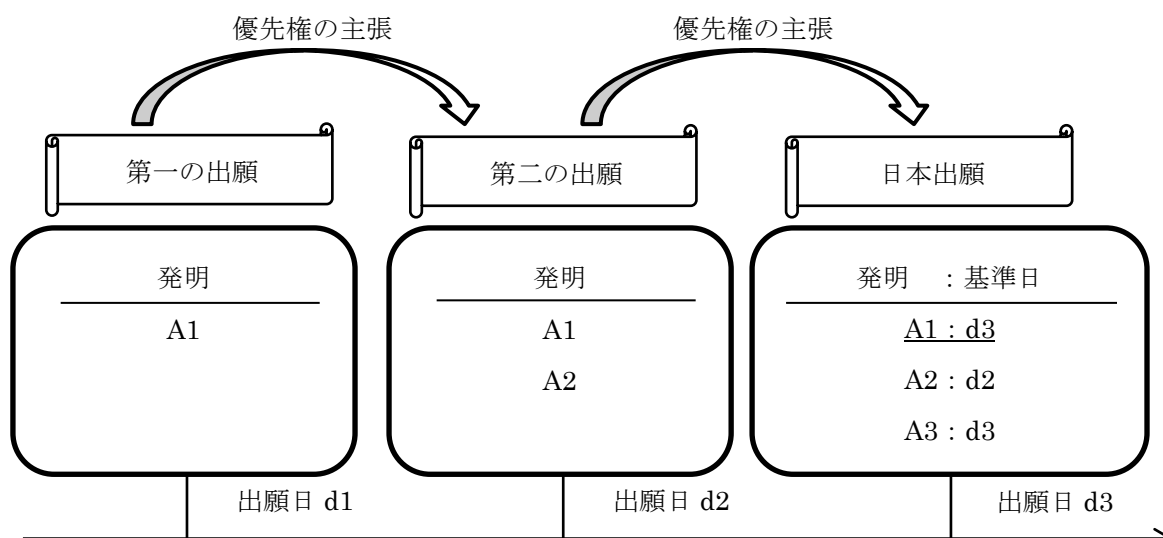 優先権の主張 優先権の主張
第一の出願 第二の出願 日本出願
発明 発明 発明 :基準日
A1 A1 A1:d3
A2 A2:d2
A3:d3
出願日 d1 出願日 d2 出願日 d3